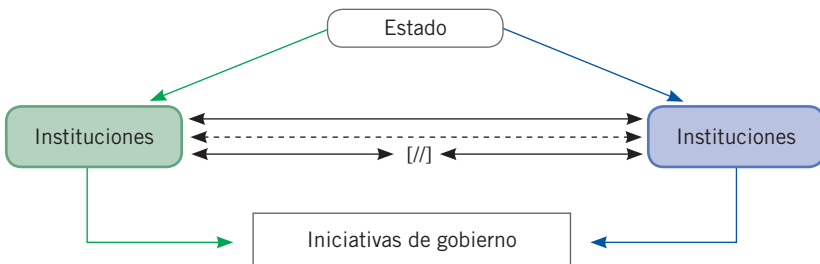 Estado
Instituciones
Instituciones
[//]
Iniciativas de gobierno